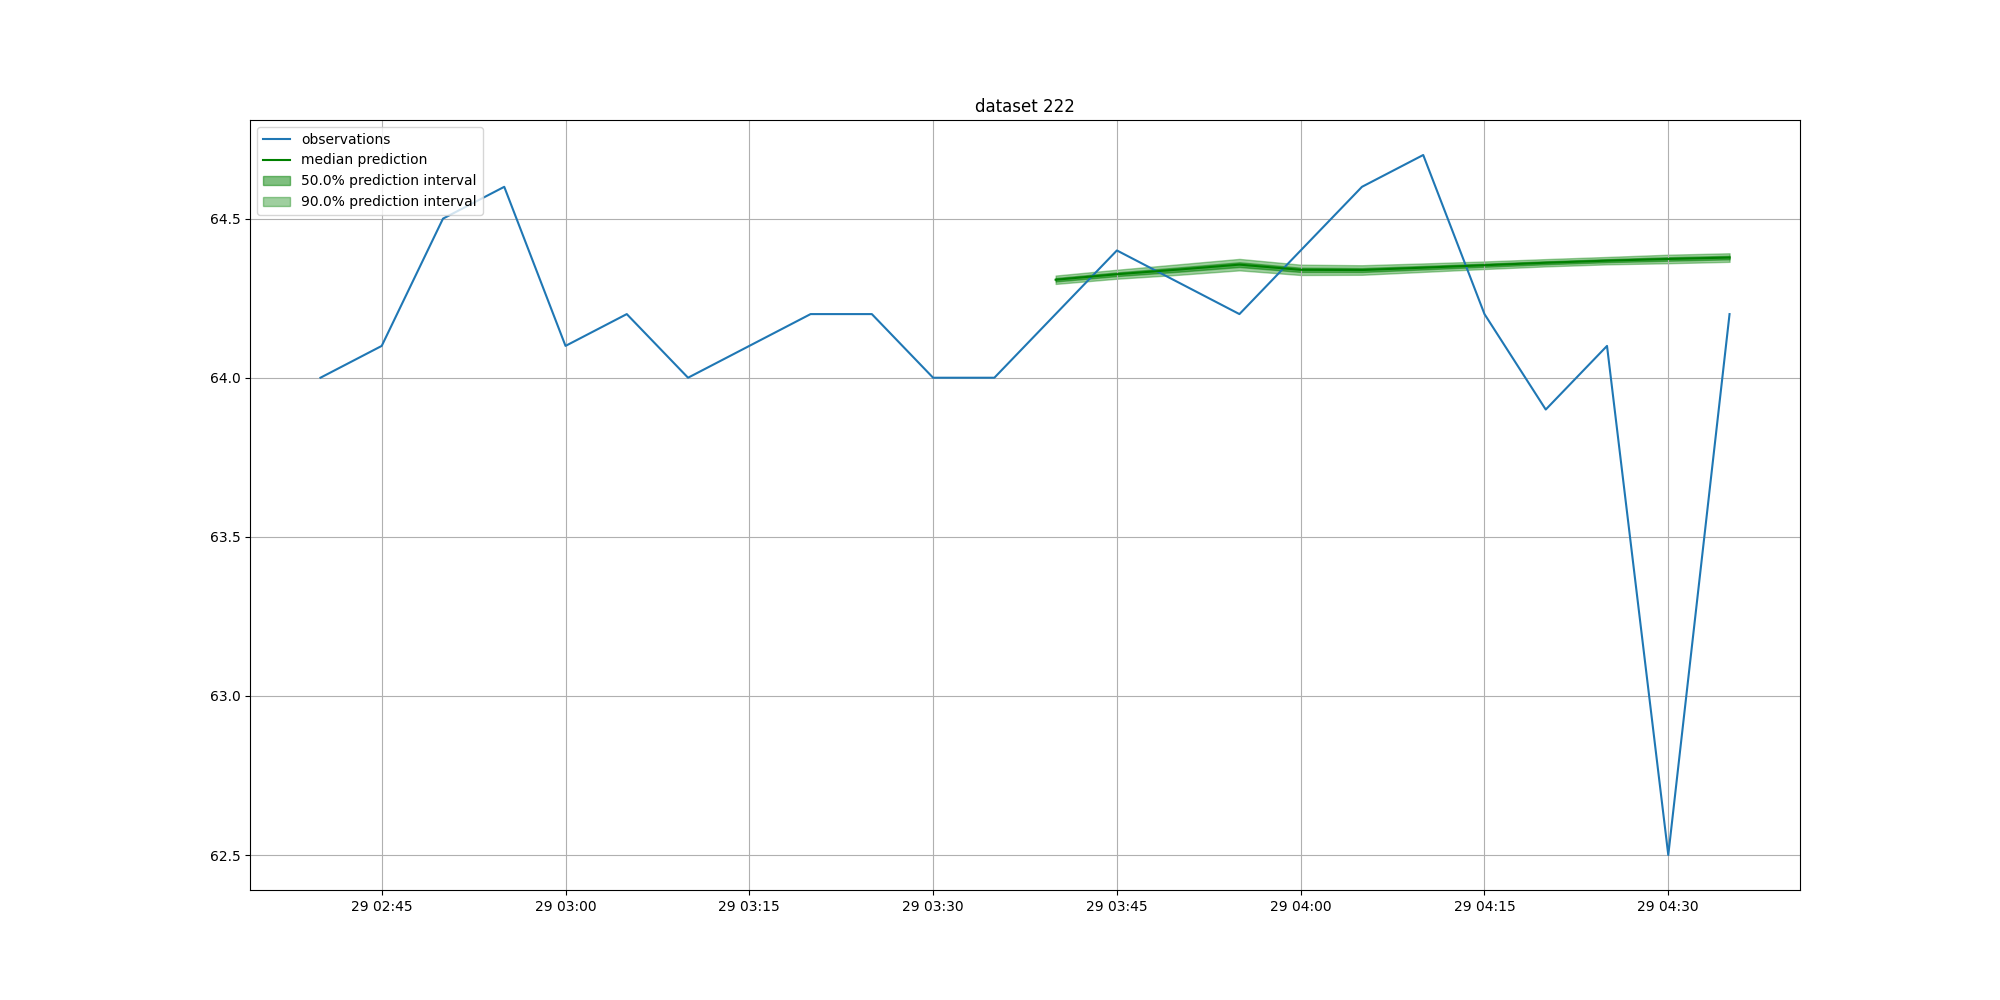 dataset 222
observations
median prediction
50.0% prediction interval
90.0% prediction interval
64.5
64.0
63.5
63.0
62.5
29 02:45 29 03:00 29 03:15 29 03:30 29 03:45 29 04:00 29 04:15 29 04:30